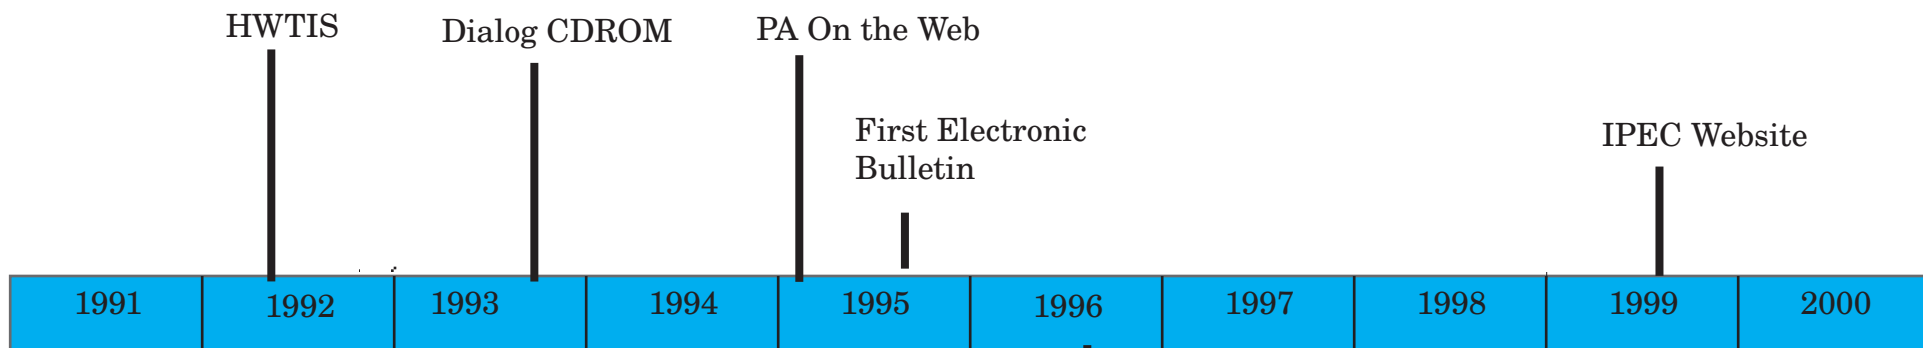 HWTIS
Dialog CDROM
PA On the Web
First Electronic
Bulletin
IPEC Website
1991
1992
1993
1994
1995
1996
1997
1998
1999
2000